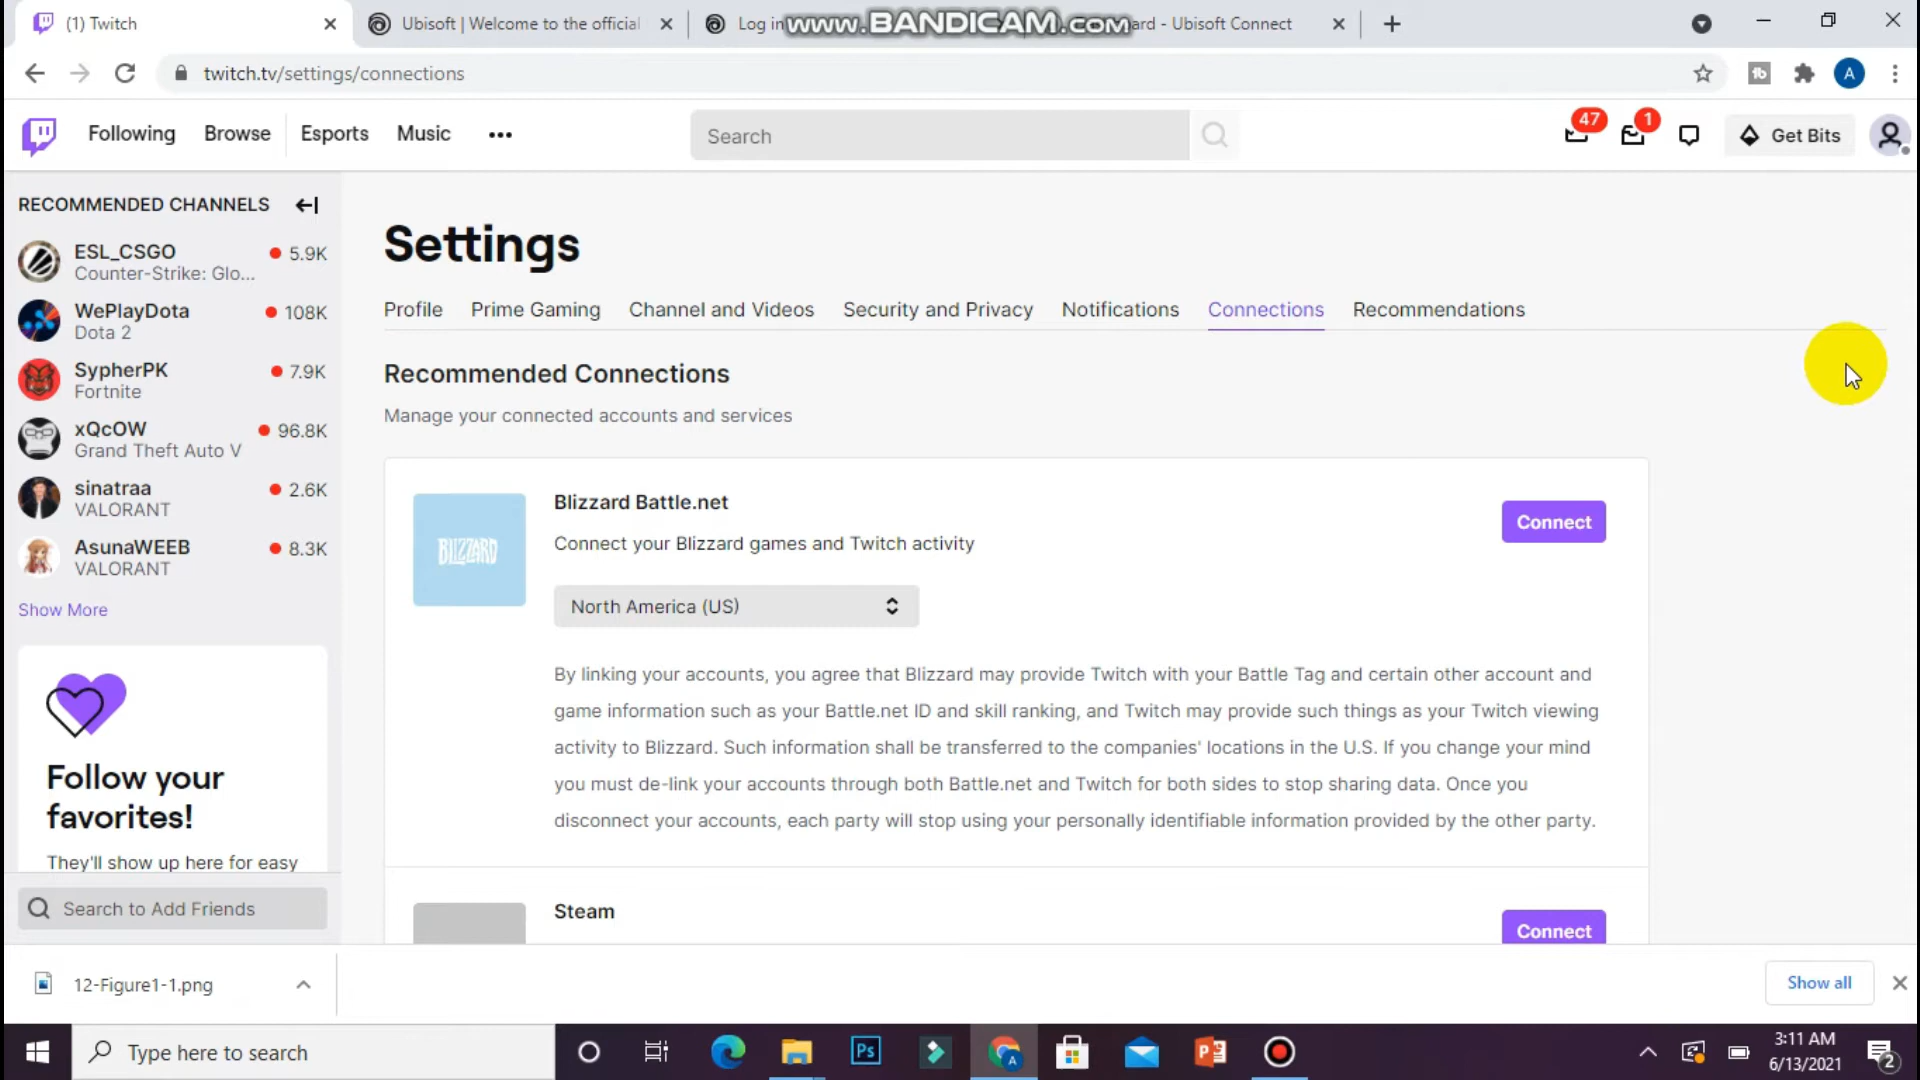 (1) Twitch
Ubisoft | Welcome to the official
Log in
www.BANDICAM.com
ard - Ubisoft Connect
twitch.tv/settings/connections
A
Following
Browse
Esports
Music
Search
47
1
Get Bits
RECOMMENDED CHANNELS
ESL_CSGO
5.9K
Counter-Strike: Glo...
WePlayDota
108K
Dota 2
SypherPK
7.9K
Fortnite
xQcOW
96.8K
Grand Theft Auto V
sinatraa
2.6K
VALORANT
AsunaWEEB
8.3K
VALORANT
Show More
Follow your
favorites!
They'll show up here for easy
Search to Add Friends
Settings
Profile
Prime Gaming
Channel and Videos
Security and Privacy
Notifications
Connections
Recommendations
Recommended Connections
Manage your connected accounts and services
BLIZZARD
Blizzard Battle.net
Connect
Connect your Blizzard games and Twitch activity
North America (US)
By linking your accounts, you agree that Blizzard may provide Twitch with your Battle Tag and certain other account and
game information such as your Battle.net ID and skill ranking, and Twitch may provide such things as your Twitch viewing
activity to Blizzard. Such information shall be transferred to the companies' locations in the U.S. If you change your mind
you must de-link your accounts through both Battle.net and Twitch for both sides to stop sharing data. Once you
disconnect your accounts, each party will stop using your personally identifiable information provided by the other party.
Steam
Connect
12-Figure1-1.png
Show all
Type here to search
Ps
A
P
3:11 AM
6/13/2021
2